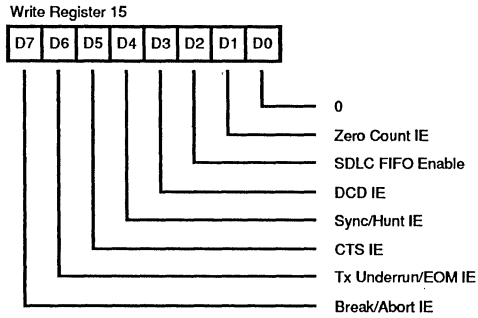 Write Register 15
D7 D6 D5 D4 D3 D2 D1 D0
0
Zero Count IE
SDLC FIFO Enable
DCD IE
Sync/Hunt IE
CTS IE
Tx Underrun/EOM IE
Break/Abort IE